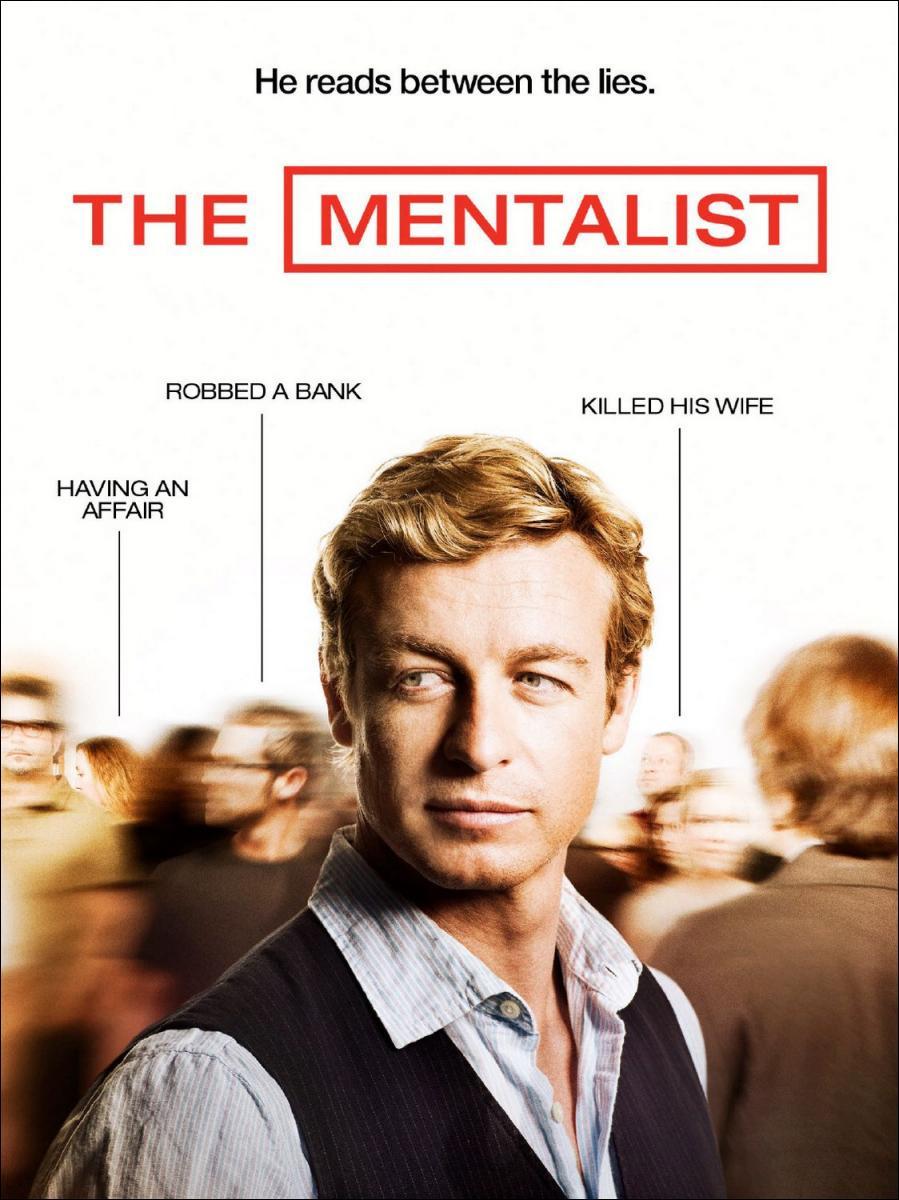 He reads between the lies.
THE MENTALIST
ROBBED A BANK
KILLED HIS WIFE
HAVING AN
AFFAIR